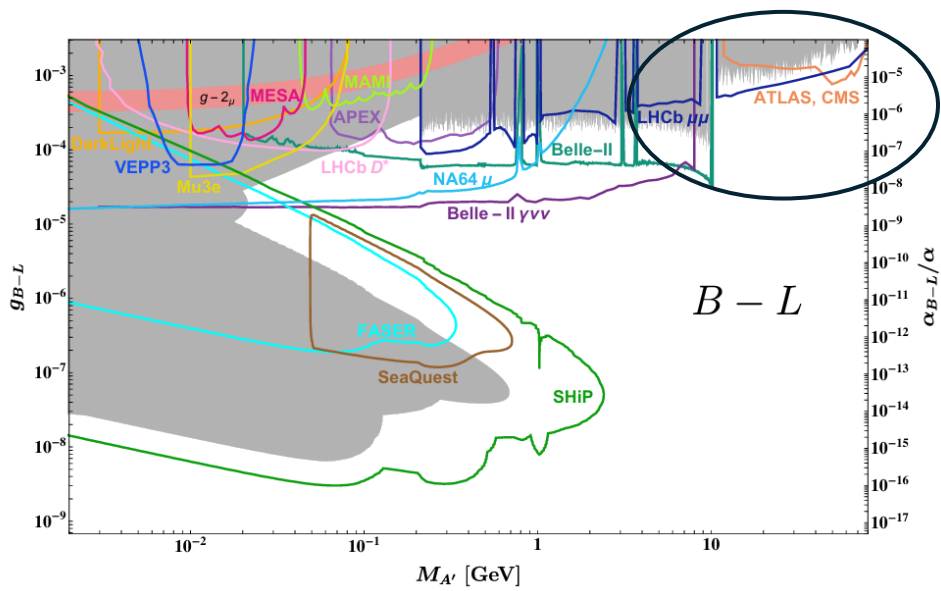 10⁻³
10⁻⁴
10⁻⁵
10⁻⁶
10⁻⁷
10⁻⁸
10⁻⁹
g_{B−L}
g−2_μ
MESA
MAMI
APEX
DarkLight
VEPP3
LHCb D*
Mu3e
NA64 μ
Belle−II
LHCb μμ
ATLAS, CMS
Belle − II γνν
B − L
FASER
SeaQuest
SHiP
10⁻⁵
10⁻⁶
10⁻⁷
10⁻⁸
10⁻⁹
10⁻¹⁰
10⁻¹¹
10⁻¹²
10⁻¹³
10⁻¹⁴
10⁻¹⁵
10⁻¹⁶
10⁻¹⁷
α_{B−L}/α
10⁻² 10⁻¹ 1 10
M_{A′} [GeV]